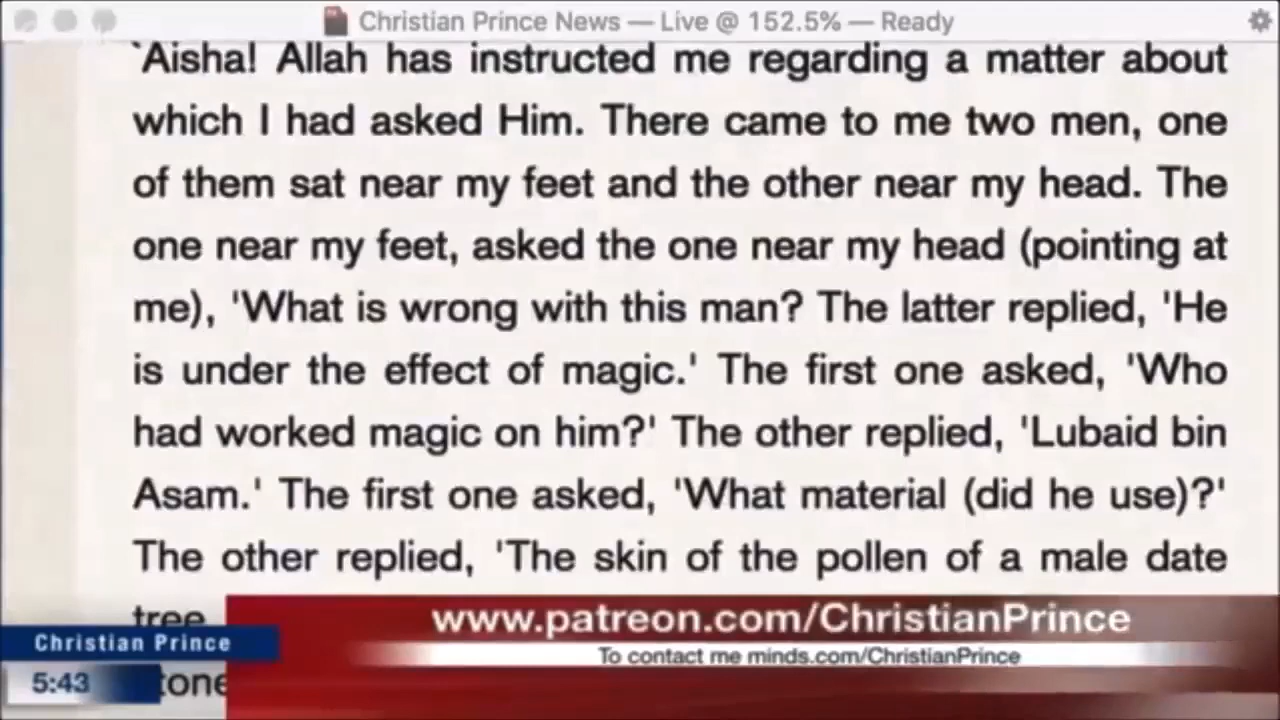 Christian Prince News — Live @ 152.5% — Ready
`Aisha! Allah has instructed me regarding a matter about
which I had asked Him. There came to me two men, one
of them sat near my feet and the other near my head. The
one near my feet, asked the one near my head (pointing at
me), 'What is wrong with this man? The latter replied, 'He
is under the effect of magic.' The first one asked, 'Who
had worked magic on him?' The other replied, 'Lubaid bin
Asam.' The first one asked, 'What material (did he use)?'
The other replied, 'The skin of the pollen of a male date
tree
www.patreon.com/ChristianPrince
Christian Prince
To contact me minds.com/ChristianPrince
5:43